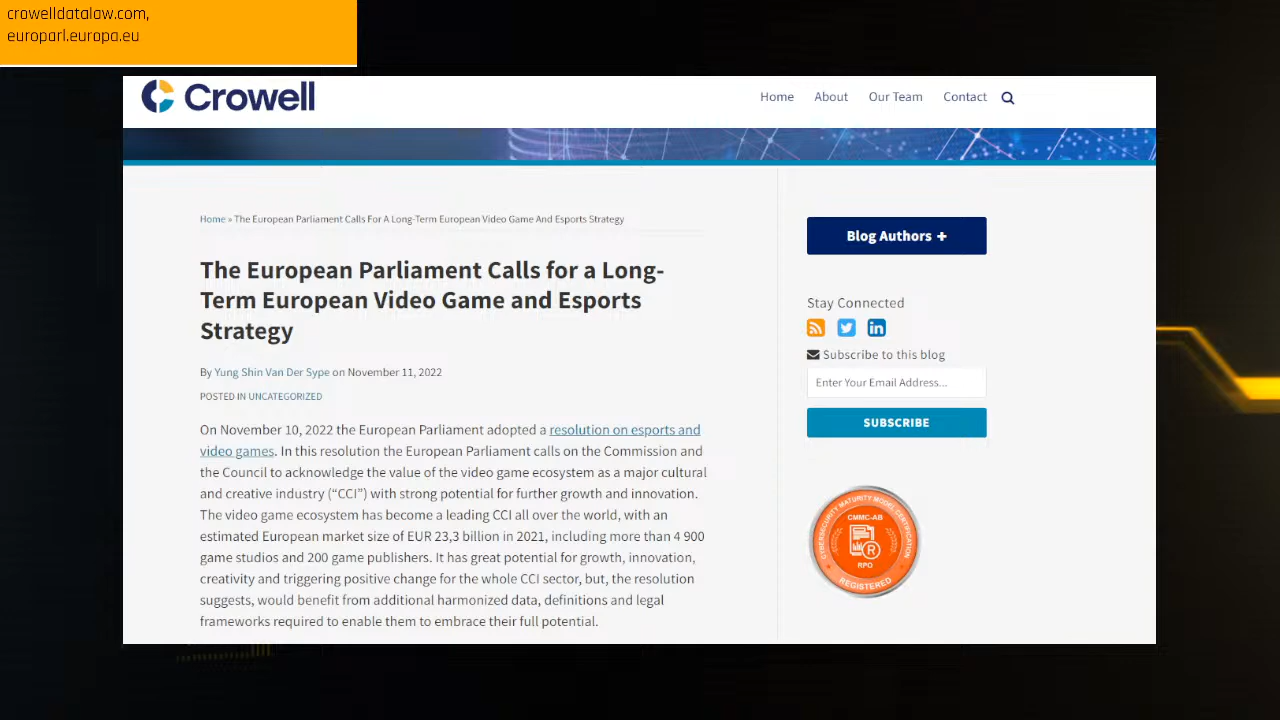 crowelldatalaw.com,
europarl.europa.eu
Crowell
Home About Our Team Contact
Home » The European Parliament Calls For A Long-Term European Video Game And Esports Strategy
The European Parliament Calls for a Long-
Term European Video Game and Esports
Strategy
By Yung Shin Van Der Sype on November 11, 2022
POSTED IN UNCATEGORIZED
On November 10, 2022 the European Parliament adopted a resolution on esports and
video games. In this resolution the European Parliament calls on the Commission and
the Council to acknowledge the value of the video game ecosystem as a major cultural
and creative industry (“CCI”) with strong potential for further growth and innovation.
The video game ecosystem has become a leading CCI all over the world, with an
estimated European market size of EUR 23,3 billion in 2021, including more than 4 900
game studios and 200 game publishers. It has great potential for growth, innovation,
creativity and triggering positive change for the whole CCI sector, but, the resolution
suggests, would benefit from additional harmonized data, definitions and legal
frameworks required to enable them to embrace their full potential.
Blog Authors +
Stay Connected
Subscribe to this blog
Enter Your Email Address...
SUBSCRIBE
CYBERSECURITY MATURITY MODEL CERTIFICATION
CMMC-AB
R
RPO
REGISTERED